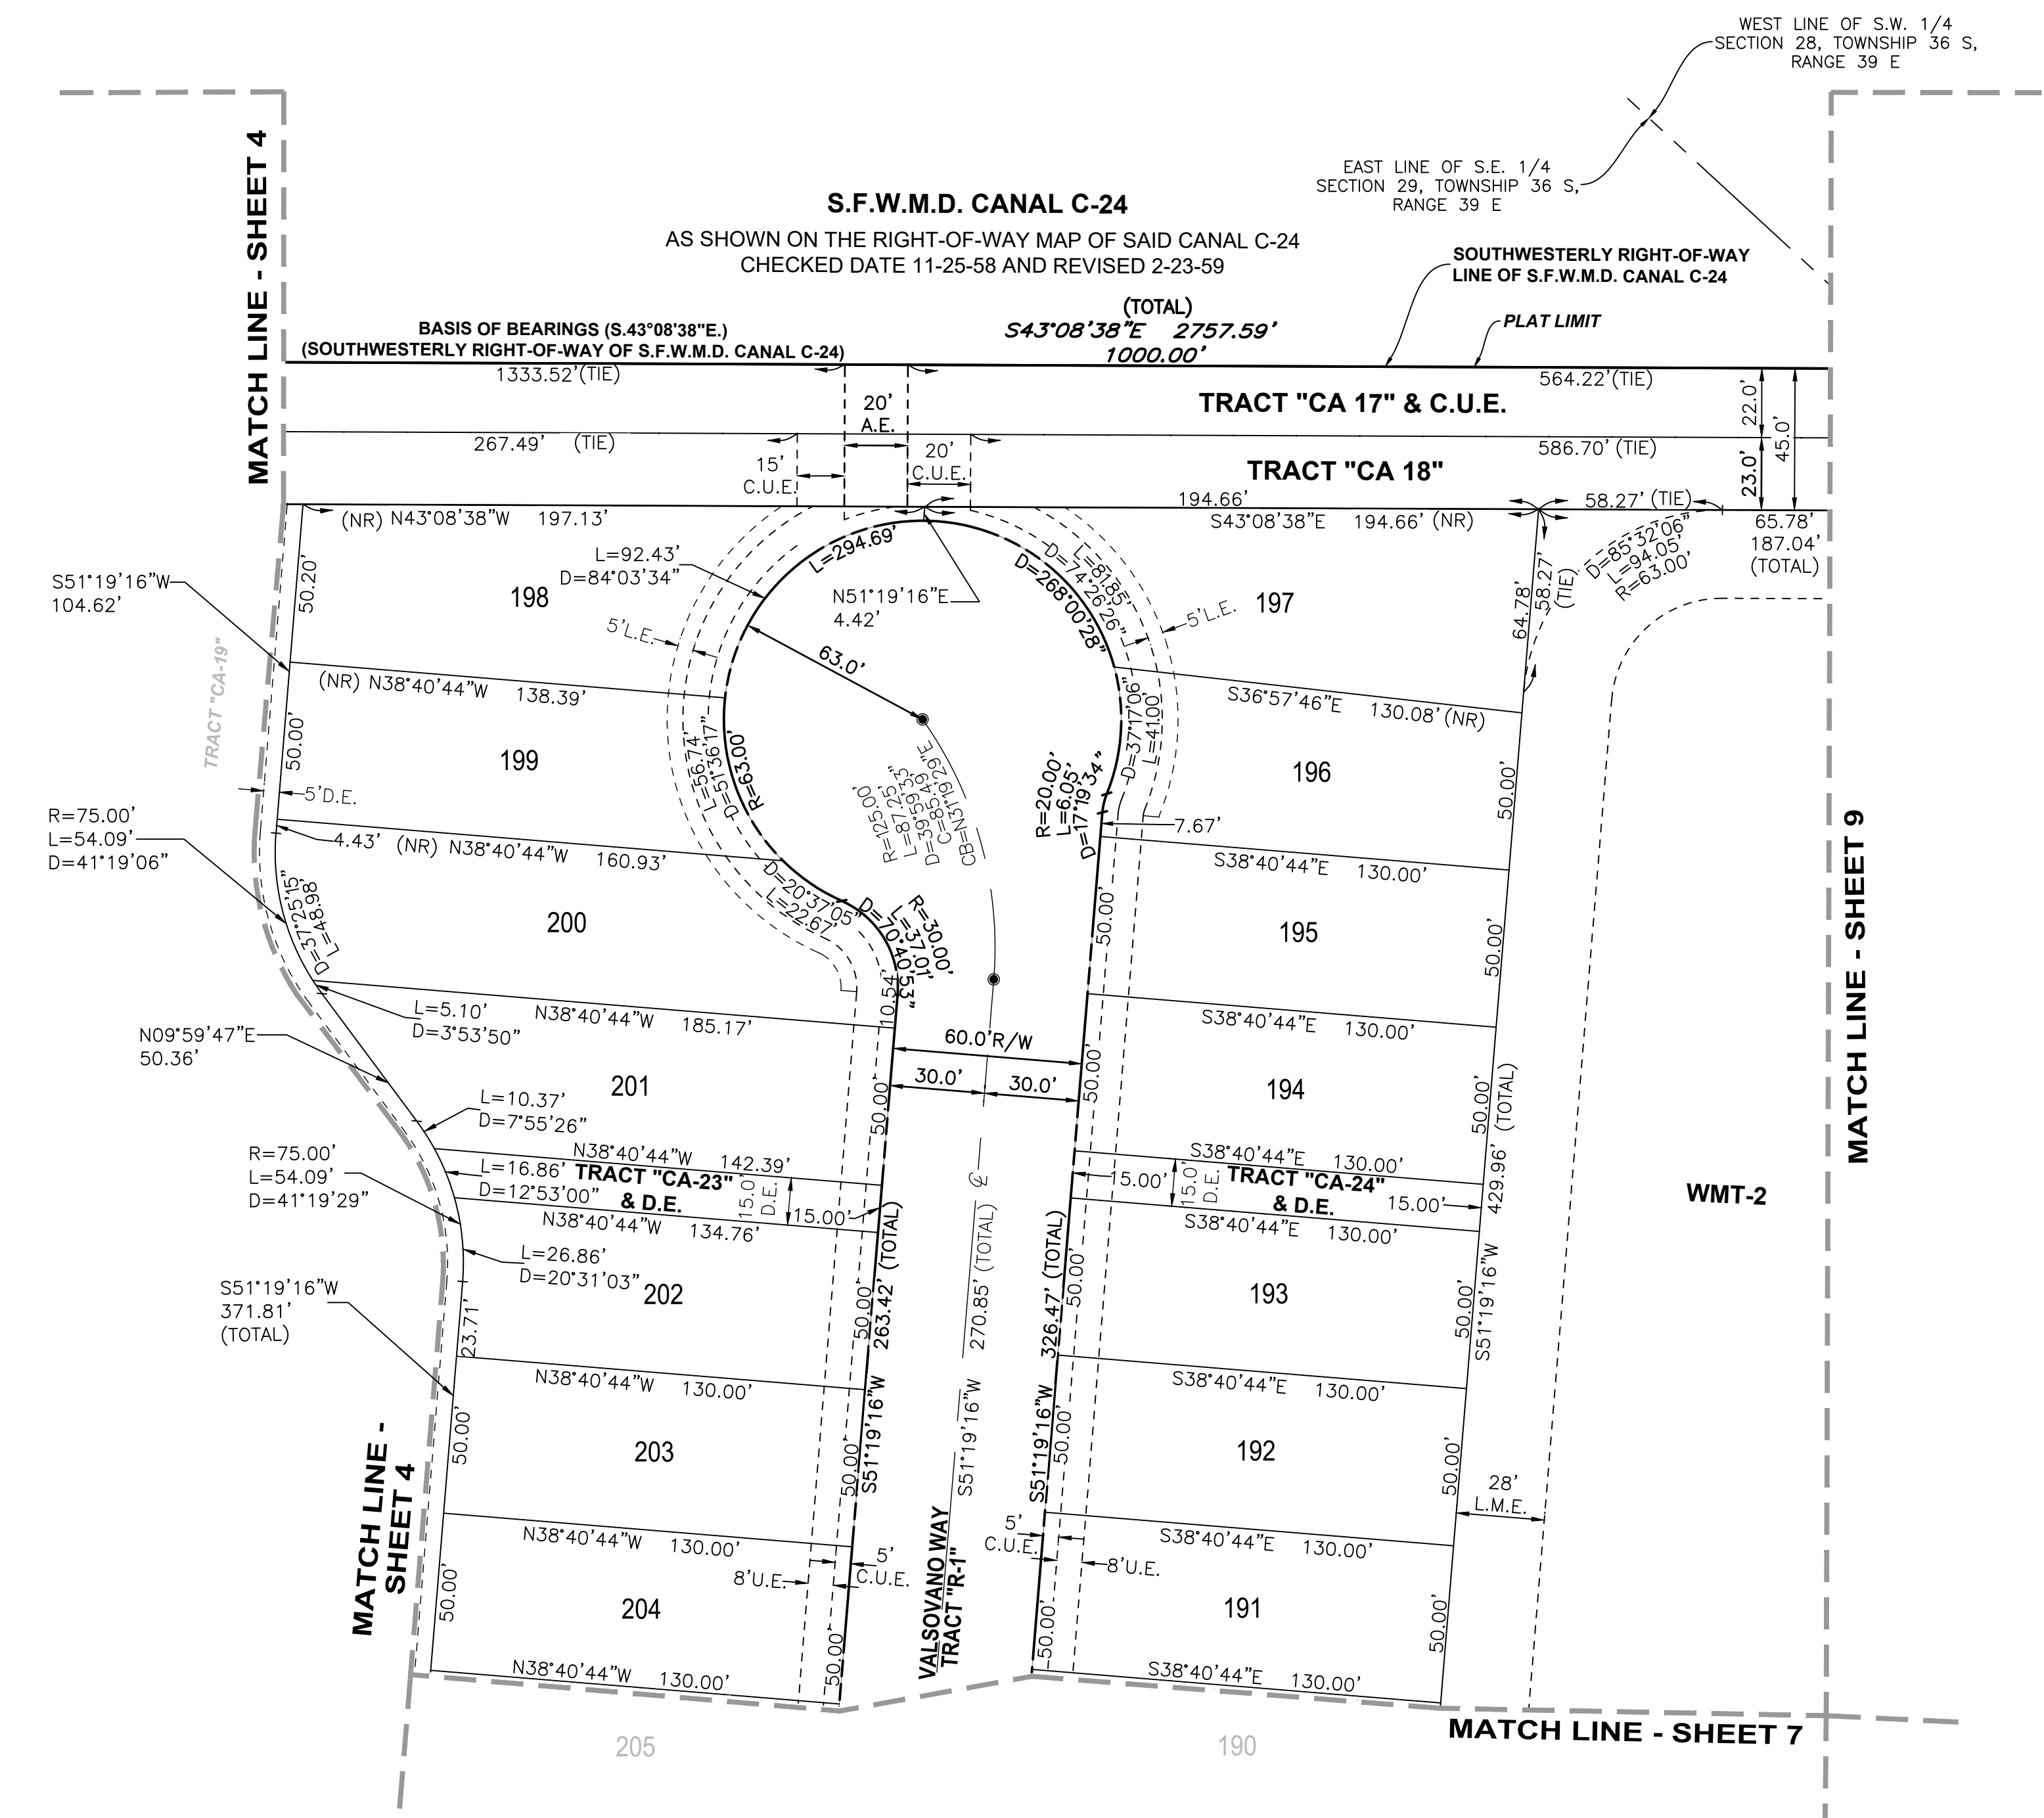 WEST LINE OF S.W. 1/4
SECTION 28, TOWNSHIP 36 S,
RANGE 39 E
EAST LINE OF S.E. 1/4
SECTION 29, TOWNSHIP 36 S,
RANGE 39 E
MATCH LINE - SHEET 4
S.F.W.M.D. CANAL C-24
AS SHOWN ON THE RIGHT-OF-WAY MAP OF SAID CANAL C-24
CHECKED DATE 11-25-58 AND REVISED 2-23-59
SOUTHWESTERLY RIGHT-OF-WAY
LINE OF S.F.W.M.D. CANAL C-24
PLAT LIMIT
(TOTAL)
S43°08'38"E 2757.59'
1000.00'
BASIS OF BEARINGS (S.43°08'38"E.)
(SOUTHWESTERLY RIGHT-OF-WAY OF S.F.W.M.D. CANAL C-24)
1333.52'(TIE)
564.22'(TIE)
20'
A.E.
TRACT "CA 17" & C.U.E.
22.0'
45.0'
267.49' (TIE)
586.70' (TIE)
15'
C.U.E.
20'
C.U.E.
TRACT "CA 18"
23.0'
194.66'
58.27' (TIE)
(NR) N43°08'38"W 197.13'
S43°08'38"E 194.66' (NR)
65.78'
187.04'
(TOTAL)
D=85°32'06"
L=94.05'
R=63.00'
58.27'
(TIE)
64.78'
S51°19'16"W
104.62'
50.20'
198
L=92.43'
D=84°03'34"
L=294.69'
D=268°00'28"
L=81.85'
D=74°26'26"
N51°19'16"E
4.42'
197
5'L.E.
5'L.E.
63.0'
TRACT "CA-19"
(NR) N38°40'44"W 138.39'
S36°57'46"E 130.08' (NR)
50.00'
199
L=56.74'
D=51°36'17"
R=63.00'
D=37°17'06"
L=41.00'
196
50.00'
R=125.00'
L=87.25'
D=39°59'33"
C=85.49'
CB=N31°19'29"E
R=20.00'
L=6.05'
D=17°19'34"
5'D.E.
7.67'
R=75.00'
L=54.09'
D=41°19'06"
4.43' (NR) N38°40'44"W 160.93'
S38°40'44"E 130.00'
D=37°25'15"
L=48.98'
200
D=20°37'05"
L=22.67'
R=30.00'
L=37.01'
D=70°40'53"
50.00'
195
50.00'
MATCH LINE - SHEET 9
10.54'
L=5.10'
D=3°53'50"
N38°40'44"W 185.17'
S38°40'44"E 130.00'
N09°59'47"E
50.36'
60.0'R/W
30.0'
30.0'
201
50.00'
50.00'
194
50.00'
429.96' (TOTAL)
S51°19'16"W
L=10.37'
D=7°55'26"
R=75.00'
L=54.09'
D=41°19'29"
N38°40'44"W 142.39'
S38°40'44"E 130.00'
L=16.86'
D=12°53'00"
TRACT "CA-23"
& D.E.
15.0'
D.E.
15.00'
15.00'
15.0'
D.E.
TRACT "CA-24"
& D.E.
15.00'
WMT-2
N38°40'44"W 134.76'
S38°40'44"E 130.00'
L=26.86'
D=20°31'03"
202
50.00'
263.42' (TOTAL)
S51°19'16"W
S51°19'16"W 270.85' (TOTAL) ℄
326.47' (TOTAL)
S51°19'16"W
50.00'
193
50.00'
S51°19'16"W
371.81'
(TOTAL)
23.71'
N38°40'44"W 130.00'
S38°40'44"E 130.00'
50.00'
203
50.00'
50.00'
192
50.00'
28'
L.M.E.
MATCH LINE -
SHEET 4
N38°40'44"W 130.00'
S38°40'44"E 130.00'
5'
C.U.E.
8'U.E.
5'
C.U.E.
8'U.E.
50.00'
204
50.00'
VALSOVANO WAY
TRACT "R-1"
50.00'
191
50.00'
N38°40'44"W 130.00'
S38°40'44"E 130.00'
205
190
MATCH LINE - SHEET 7